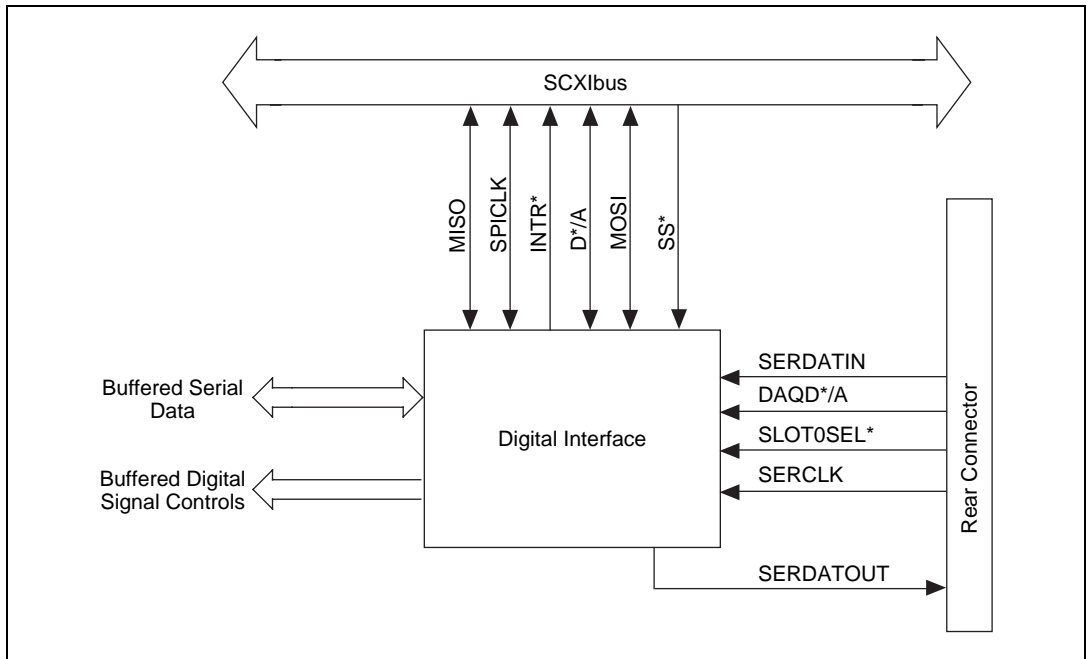 SCXIbus
MISO
SPICLK
INTR*
D*/A
MOSI
SS*
SERDATIN
DAQD*/A
SLOT0SEL*
SERCLK
SERDATOUT
Rear Connector
Digital Interface
Buffered Serial
Data
Buffered Digital
Signal Controls